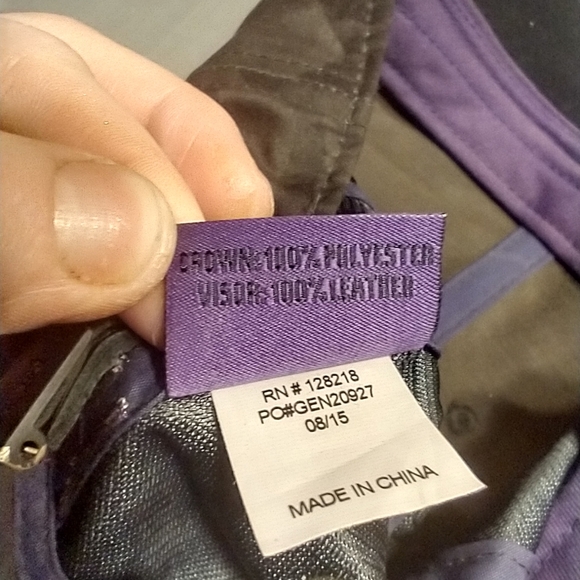 CROWN:100% POLYESTER
VISOR:100% LEATHER
RN # 128218
PO#GEN20927
08/15
MADE IN CHINA